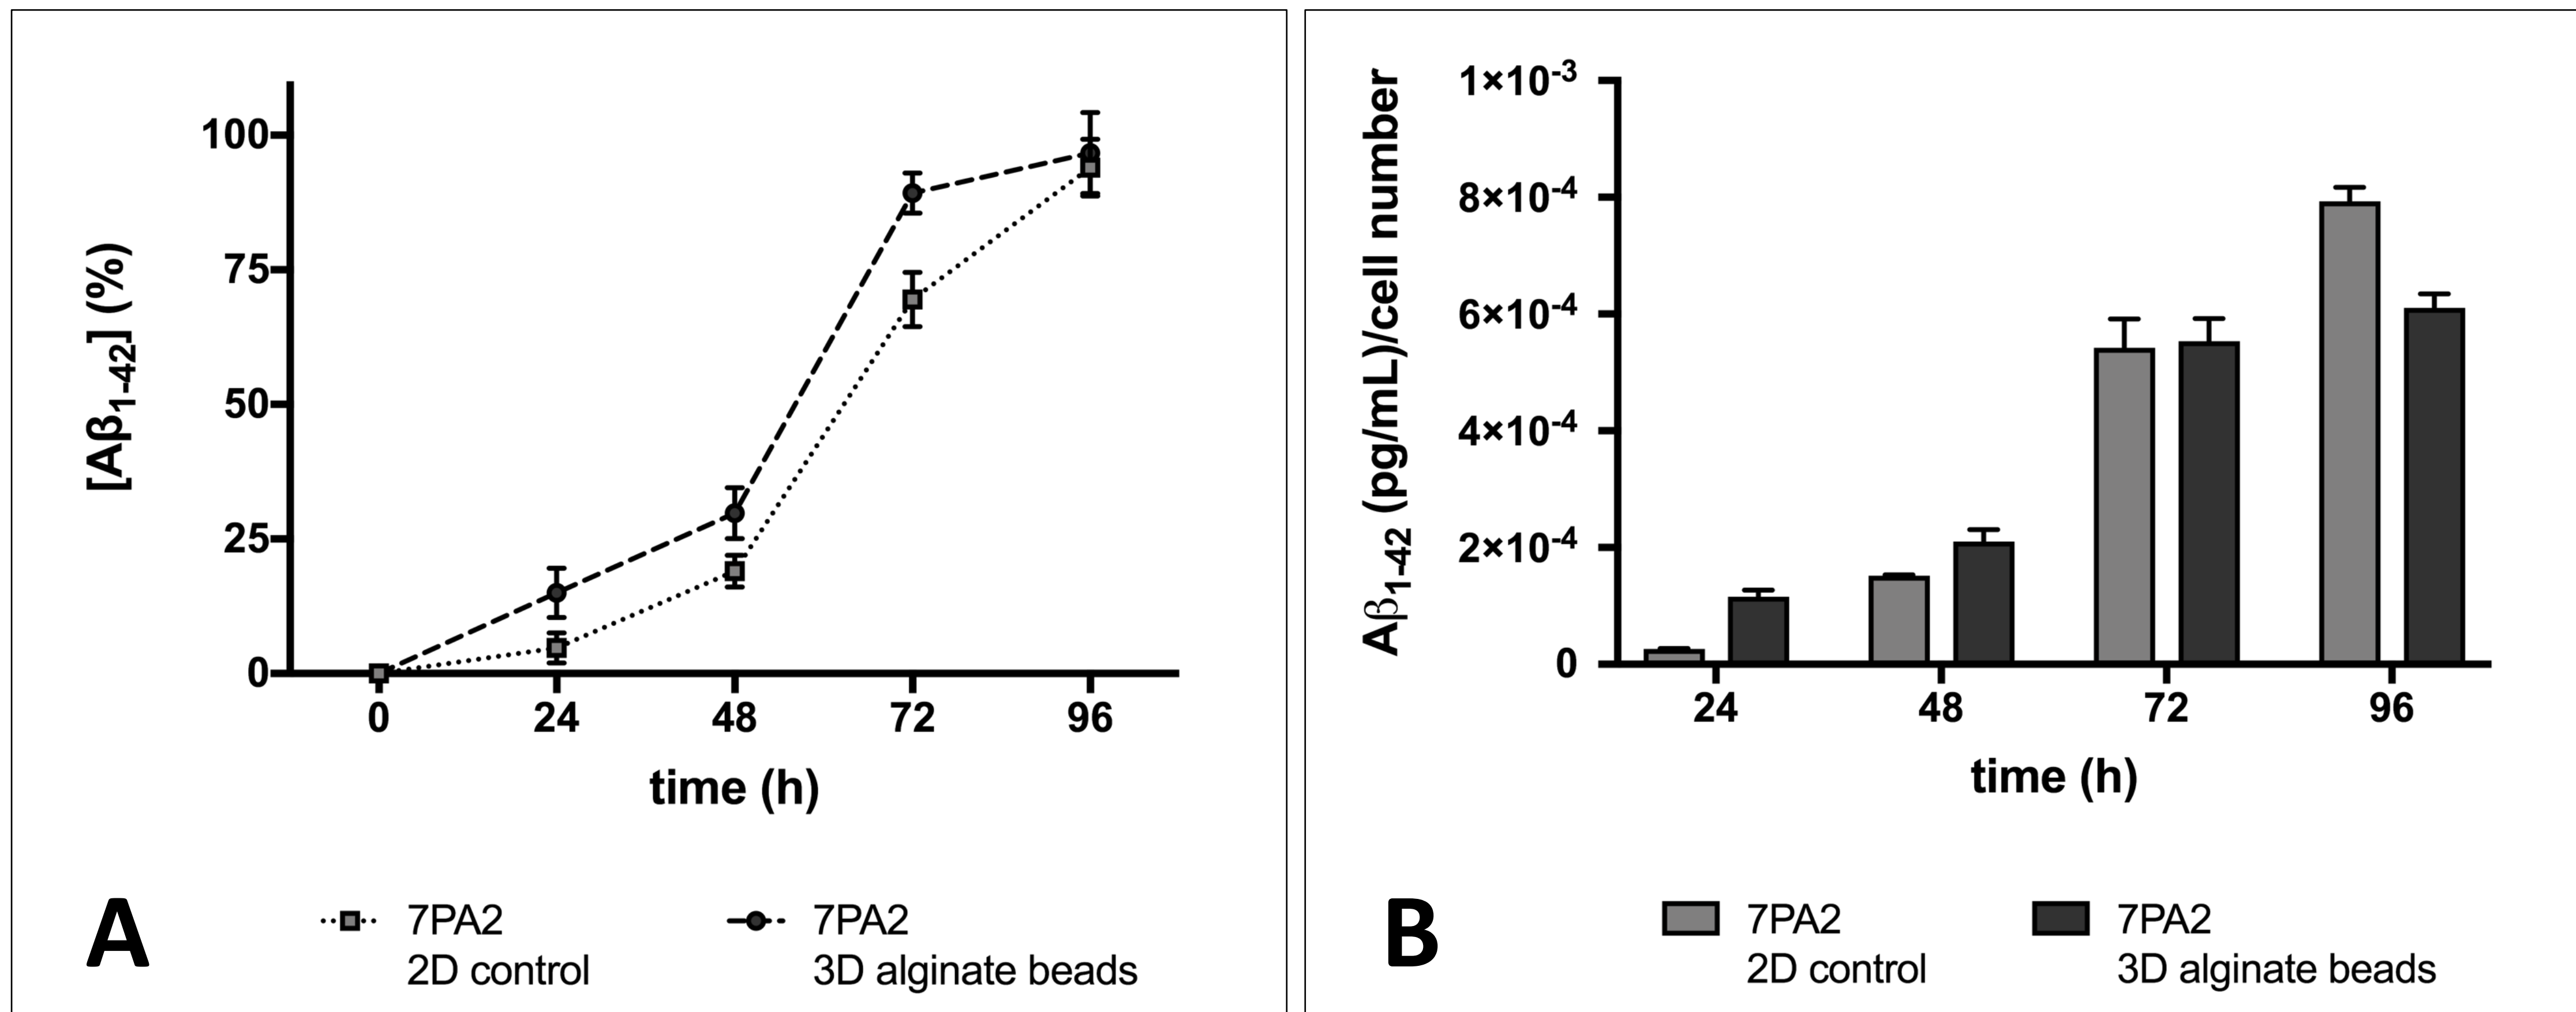 [Aβ1-42] (%)
100
75
50
25
0
0 24 48 72 96
time (h)
A
7PA2
2D control
7PA2
3D alginate beads
Aβ1-42 (pg/mL)/cell number
1×10-3
8×10-4
6×10-4
4×10-4
2×10-4
0
24 48 72 96
time (h)
B
7PA2
2D control
7PA2
3D alginate beads